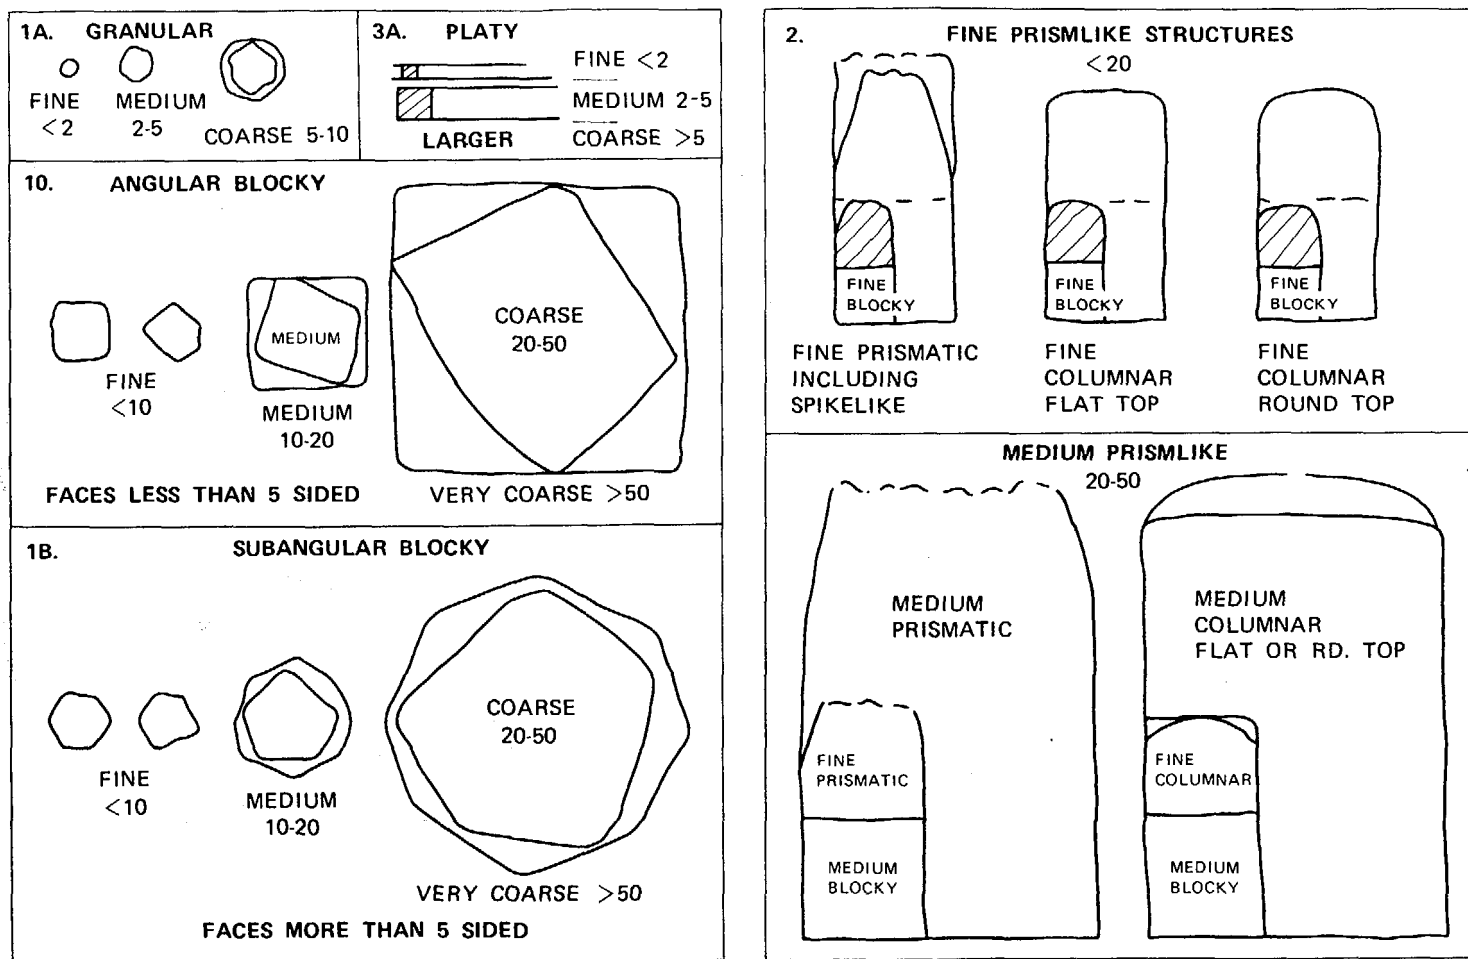 1A. GRANULAR
FINE
<2
MEDIUM
2-5
COARSE 5-10
3A. PLATY
FINE <2
MEDIUM 2-5
LARGER
COARSE >5
10. ANGULAR BLOCKY
FINE
<10
MEDIUM
MEDIUM
10-20
COARSE
20-50
FACES LESS THAN 5 SIDED
VERY COARSE >50
1B. SUBANGULAR BLOCKY
FINE
<10
MEDIUM
10-20
COARSE
20-50
VERY COARSE >50
FACES MORE THAN 5 SIDED
2. FINE PRISMLIKE STRUCTURES
<20
FINE
BLOCKY
FINE
BLOCKY
FINE
BLOCKY
FINE PRISMATIC
INCLUDING
SPIKELIKE
FINE
COLUMNAR
FLAT TOP
FINE
COLUMNAR
ROUND TOP
MEDIUM PRISMLIKE
20-50
MEDIUM
PRISMATIC
FINE
PRISMATIC
MEDIUM
BLOCKY
MEDIUM
COLUMNAR
FLAT OR RD. TOP
FINE
COLUMNAR
MEDIUM
BLOCKY